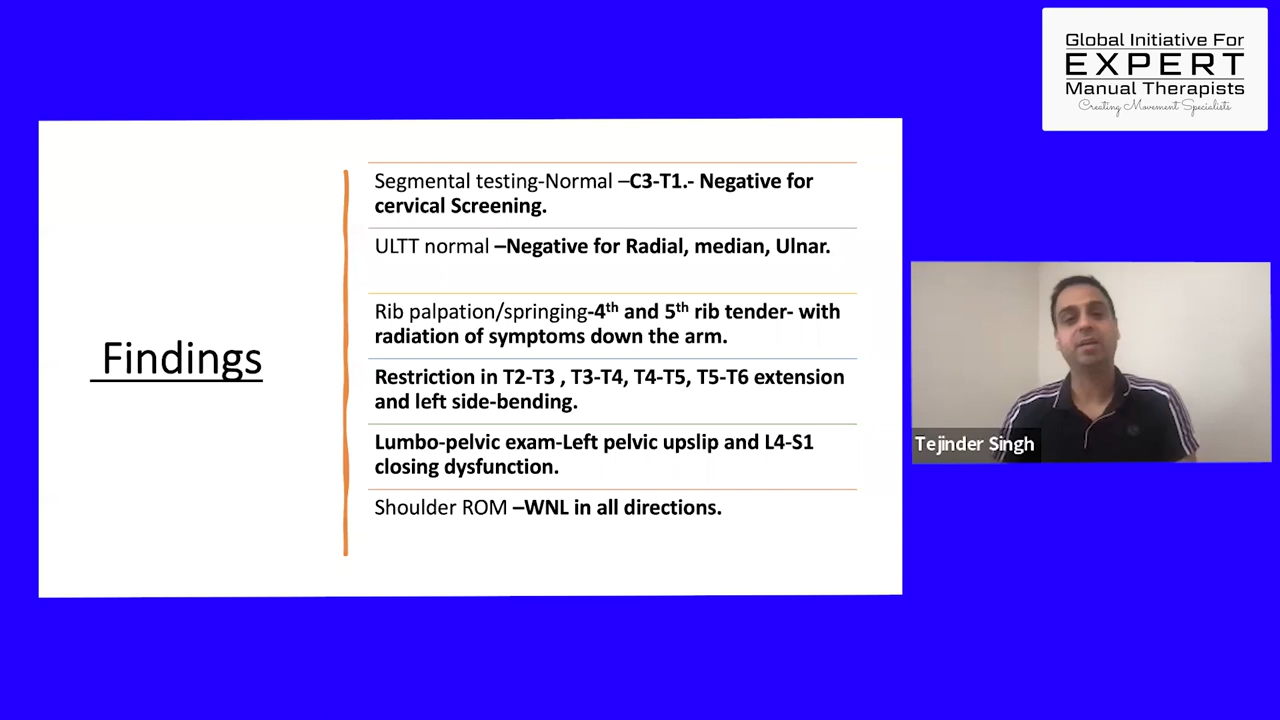 Global Initiative For
EXPERT
Manual Therapists
Creating Movement Specialists
Findings
Segmental testing-Normal –C3-T1.- Negative for
cervical Screening.
ULTT normal –Negative for Radial, median, Ulnar.
Rib palpation/springing-4th and 5th rib tender- with
radiation of symptoms down the arm.
Restriction in T2-T3 , T3-T4, T4-T5, T5-T6 extension
and left side-bending.
Lumbo-pelvic exam-Left pelvic upslip and L4-S1
closing dysfunction.
Shoulder ROM –WNL in all directions.
Tejinder Singh